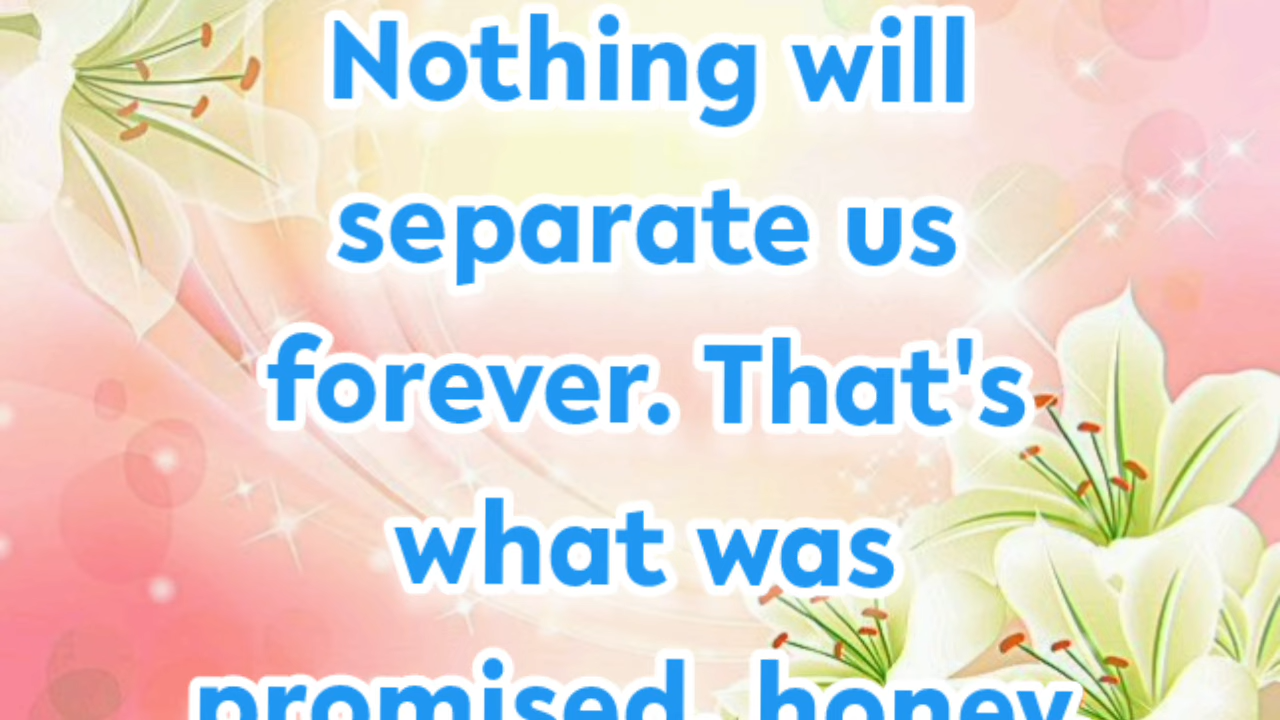 Nothing will
separate us
forever. That's
what was
promised, honey